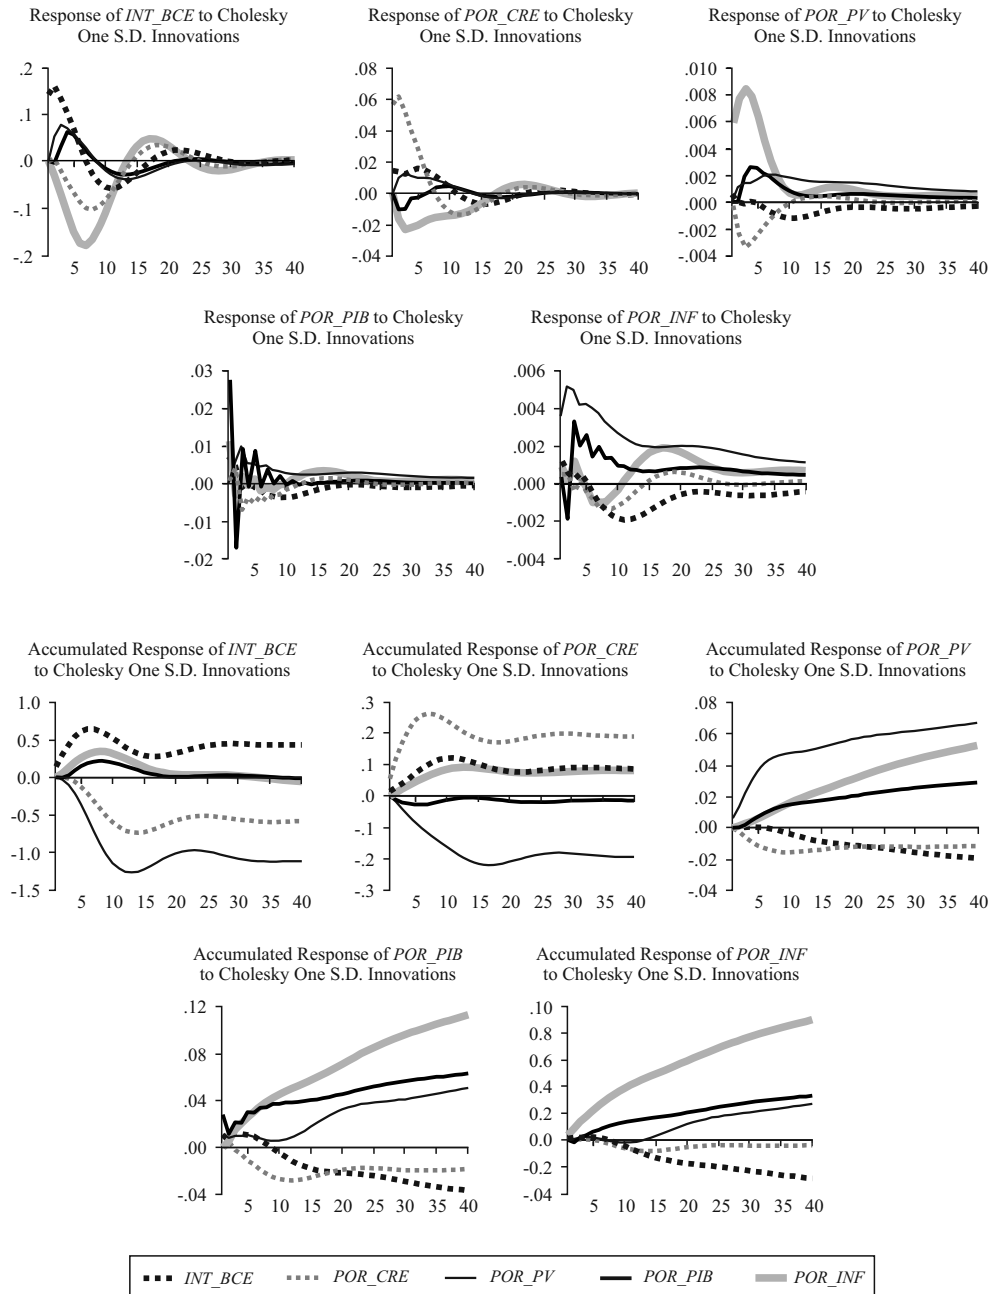 Response of INT_BCE to Cholesky
One S.D. Innovations
.2
.1
.0
-.1
-.2
5 10 15 20 25 30 35 40
Response of POR_CRE to Cholesky
One S.D. Innovations
.08
.06
.04
.02
.00
-.02
-.04
5 10 15 20 25 30 35 40
Response of POR_PV to Cholesky
One S.D. Innovations
.010
.008
.006
.004
.002
.000
-.002
-.004
5 10 15 20 25 30 35 40
Response of POR_PIB to Cholesky
One S.D. Innovations
.03
.02
.01
.00
-.01
-.02
5 10 15 20 25 30 35 40
Response of POR_INF to Cholesky
One S.D. Innovations
.006
.004
.002
.000
-.002
-.004
5 10 15 20 25 30 35 40
Accumulated Response of INT_BCE
to Cholesky One S.D. Innovations
1.0
0.5
0.0
-0.5
-1.0
-1.5
5 10 15 20 25 30 35 40
Accumulated Response of POR_CRE
to Cholesky One S.D. Innovations
.3
.2
.1
.0
-.1
-.2
-.3
5 10 15 20 25 30 35 40
Accumulated Response of POR_PV
to Cholesky One S.D. Innovations
.08
.06
.04
.02
.00
-.02
-.04
5 10 15 20 25 30 35 40
Accumulated Response of POR_PIB
to Cholesky One S.D. Innovations
.12
.08
.04
.00
-.04
5 10 15 20 25 30 35 40
Accumulated Response of POR_INF
to Cholesky One S.D. Innovations
0.10
0.8
0.6
0.4
0.2
0.0
-0.2
-.04
5 10 15 20 25 30 35 40
INT_BCE POR_CRE POR_PV POR_PIB POR_INF